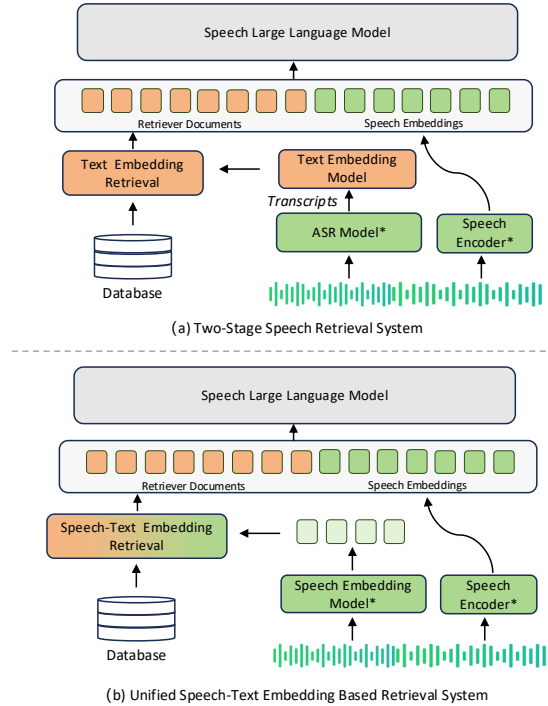 Speech Large Language Model
Retriever Documents
Speech Embeddings
Text Embedding
Retrieval
Text Embedding
Model
Transcripts
ASR Model*
Speech
Encoder*
Database
(a) Two-Stage Speech Retrieval System
Speech Large Language Model
Retriever Documents
Speech Embeddings
Speech-Text Embedding
Retrieval
Speech Embedding
Model*
Speech
Encoder*
Database
(b) Unified Speech-Text Embedding Based Retrieval System